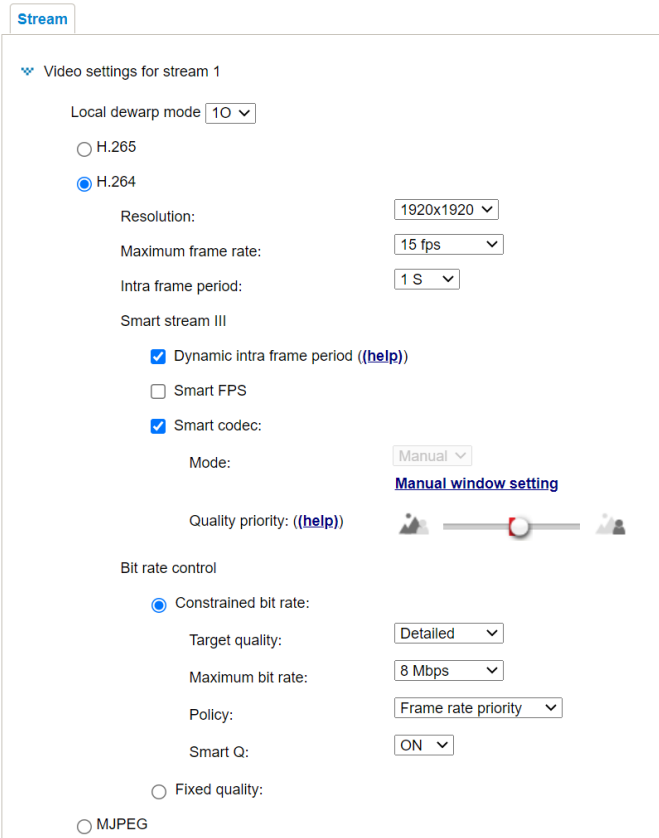 Stream
Video settings for stream 1
Local dewarp mode 1O
H.265
H.264
Resolution: 1920x1920
Maximum frame rate: 15 fps
Intra frame period: 1 S
Smart stream III
Dynamic intra frame period ((help))
Smart FPS
Smart codec:
Mode: Manual
Manual window setting
Quality priority: ((help))
Bit rate control
Constrained bit rate:
Target quality: Detailed
Maximum bit rate: 8 Mbps
Policy: Frame rate priority
Smart Q: ON
Fixed quality:
MJPEG